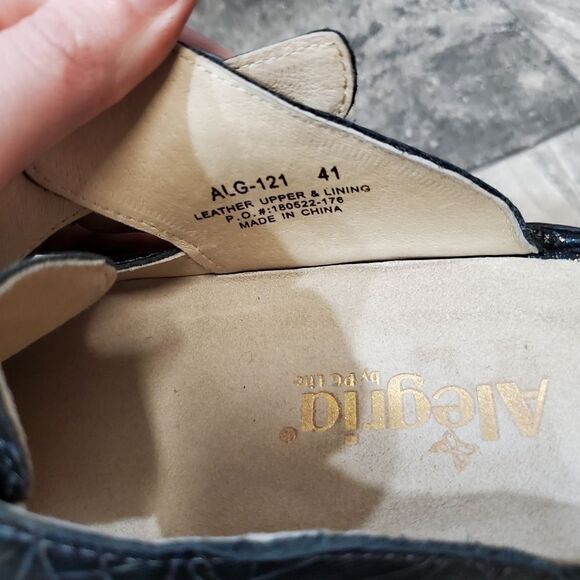 ALG-121 41
LEATHER UPPER & LINING
P.O.#:180522-176
MADE IN CHINA
Alegria®
by PG Lite